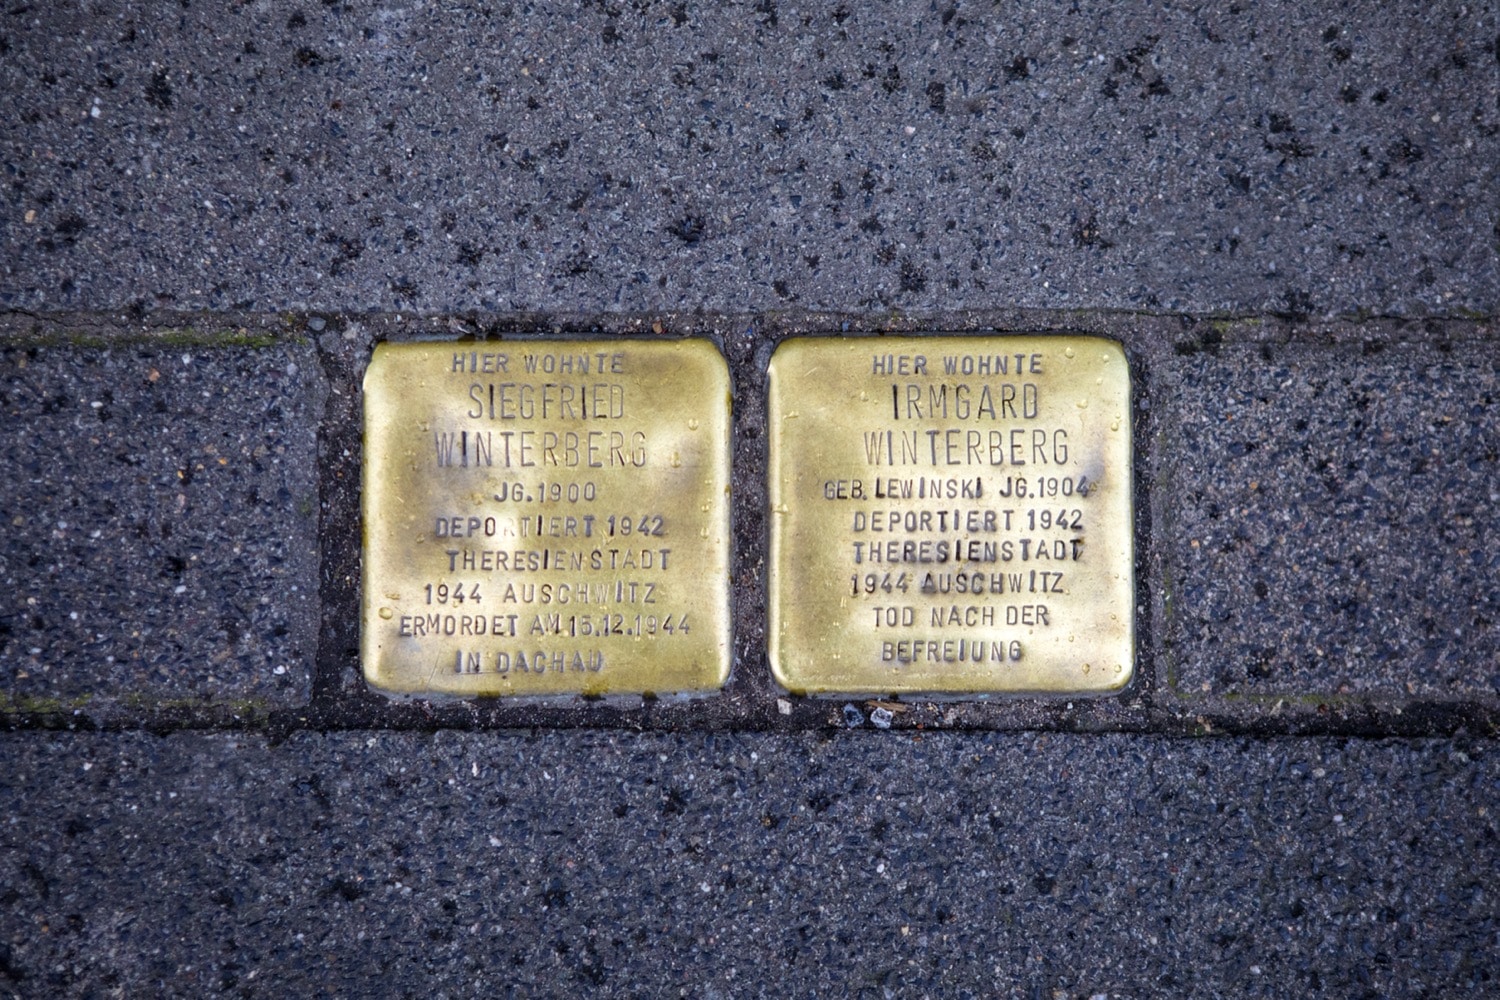 HIER WOHNTE
SIEGFRIED
WINTERBERG
JG. 1900
DEPORTIERT 1942
THERESIENSTADT
1944 AUSCHWITZ
ERMORDET AM 15.12.1944
IN DACHAU
HIER WOHNTE
IRMGARD
WINTERBERG
GEB. LEWINSKI JG. 1904
DEPORTIERT 1942
THERESIENSTADT
1944 AUSCHWITZ
TOD NACH DER
BEFREIUNG